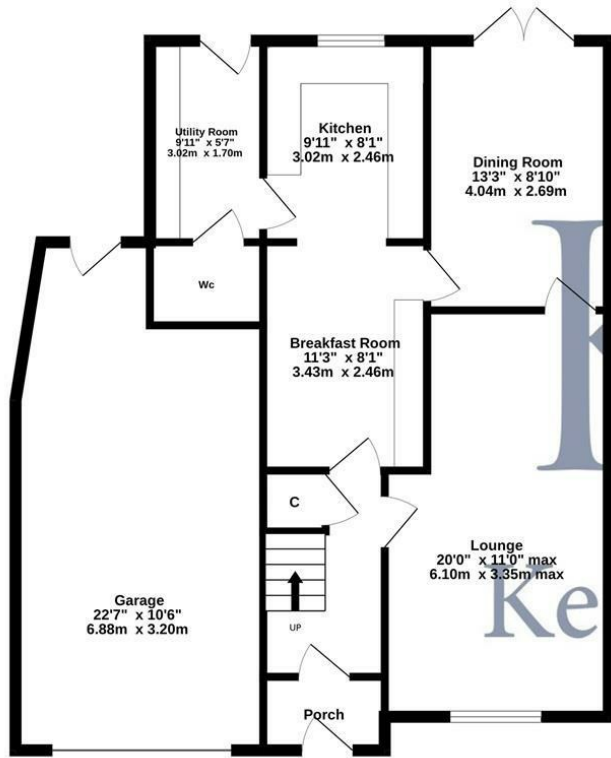 Utility Room
9'11" x 5'7"
3.02m x 1.70m
Kitchen
9'11" x 8'1"
3.02m x 2.46m
Dining Room
13'3" x 8'10"
4.04m x 2.69m
Wc
Breakfast Room
11'3" x 8'1"
3.43m x 2.46m
C
Lounge
20'0" x 11'0" max
6.10m x 3.35m max
Garage
22'7" x 10'6"
6.88m x 3.20m
UP
Porch
Ke